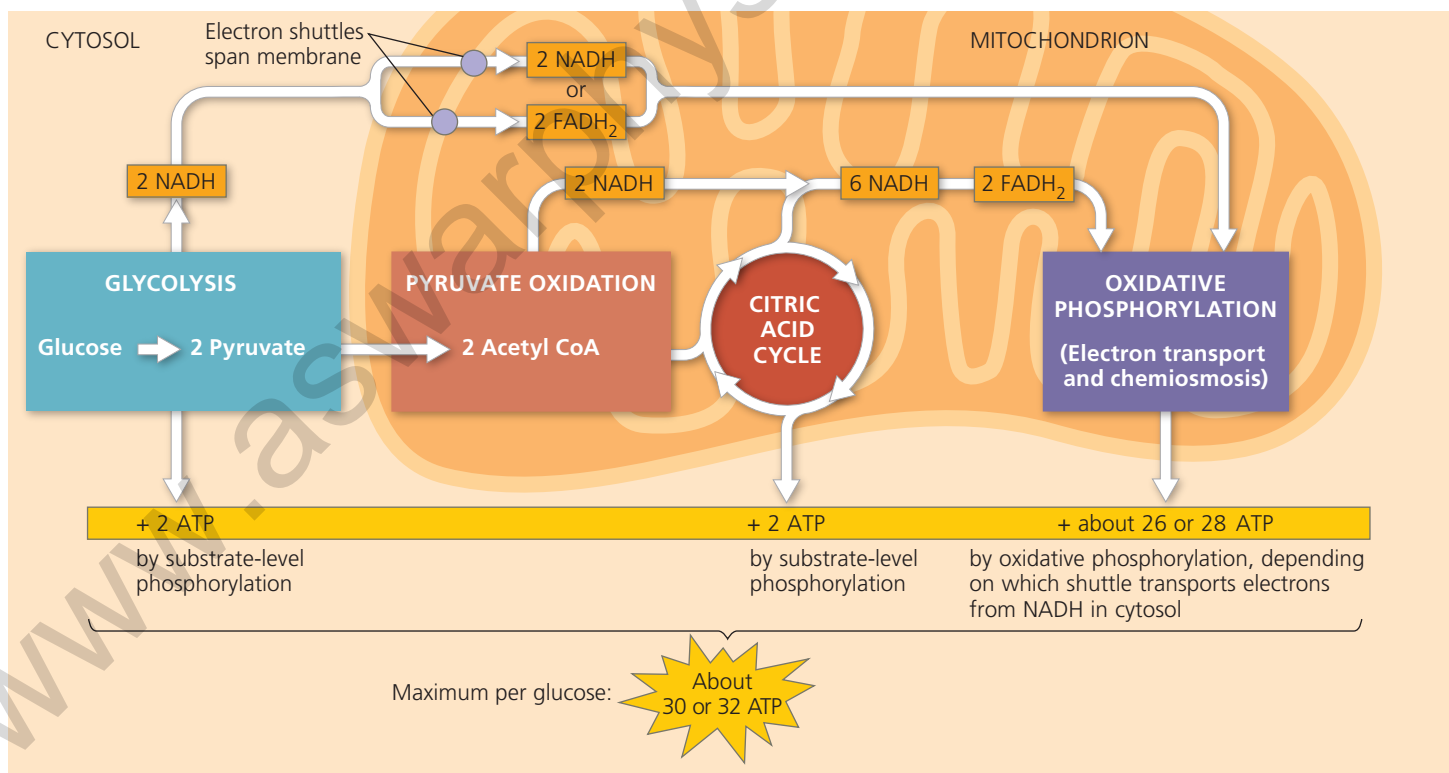 CYTOSOL
Electron shuttles
span membrane
MITOCHONDRION
2 NADH
or
2 FADH₂
2 NADH
2 NADH
6 NADH
2 FADH₂
GLYCOLYSIS
Glucose
2 Pyruvate
PYRUVATE OXIDATION
2 Acetyl CoA
CITRIC
ACID
CYCLE
OXIDATIVE
PHOSPHORYLATION
(Electron transport
and chemiosmosis)
+ 2 ATP
by substrate-level
phosphorylation
+ 2 ATP
by substrate-level
phosphorylation
+ about 26 or 28 ATP
by oxidative phosphorylation, depending
on which shuttle transports electrons
from NADH in cytosol
Maximum per glucose:
About
30 or 32 ATP